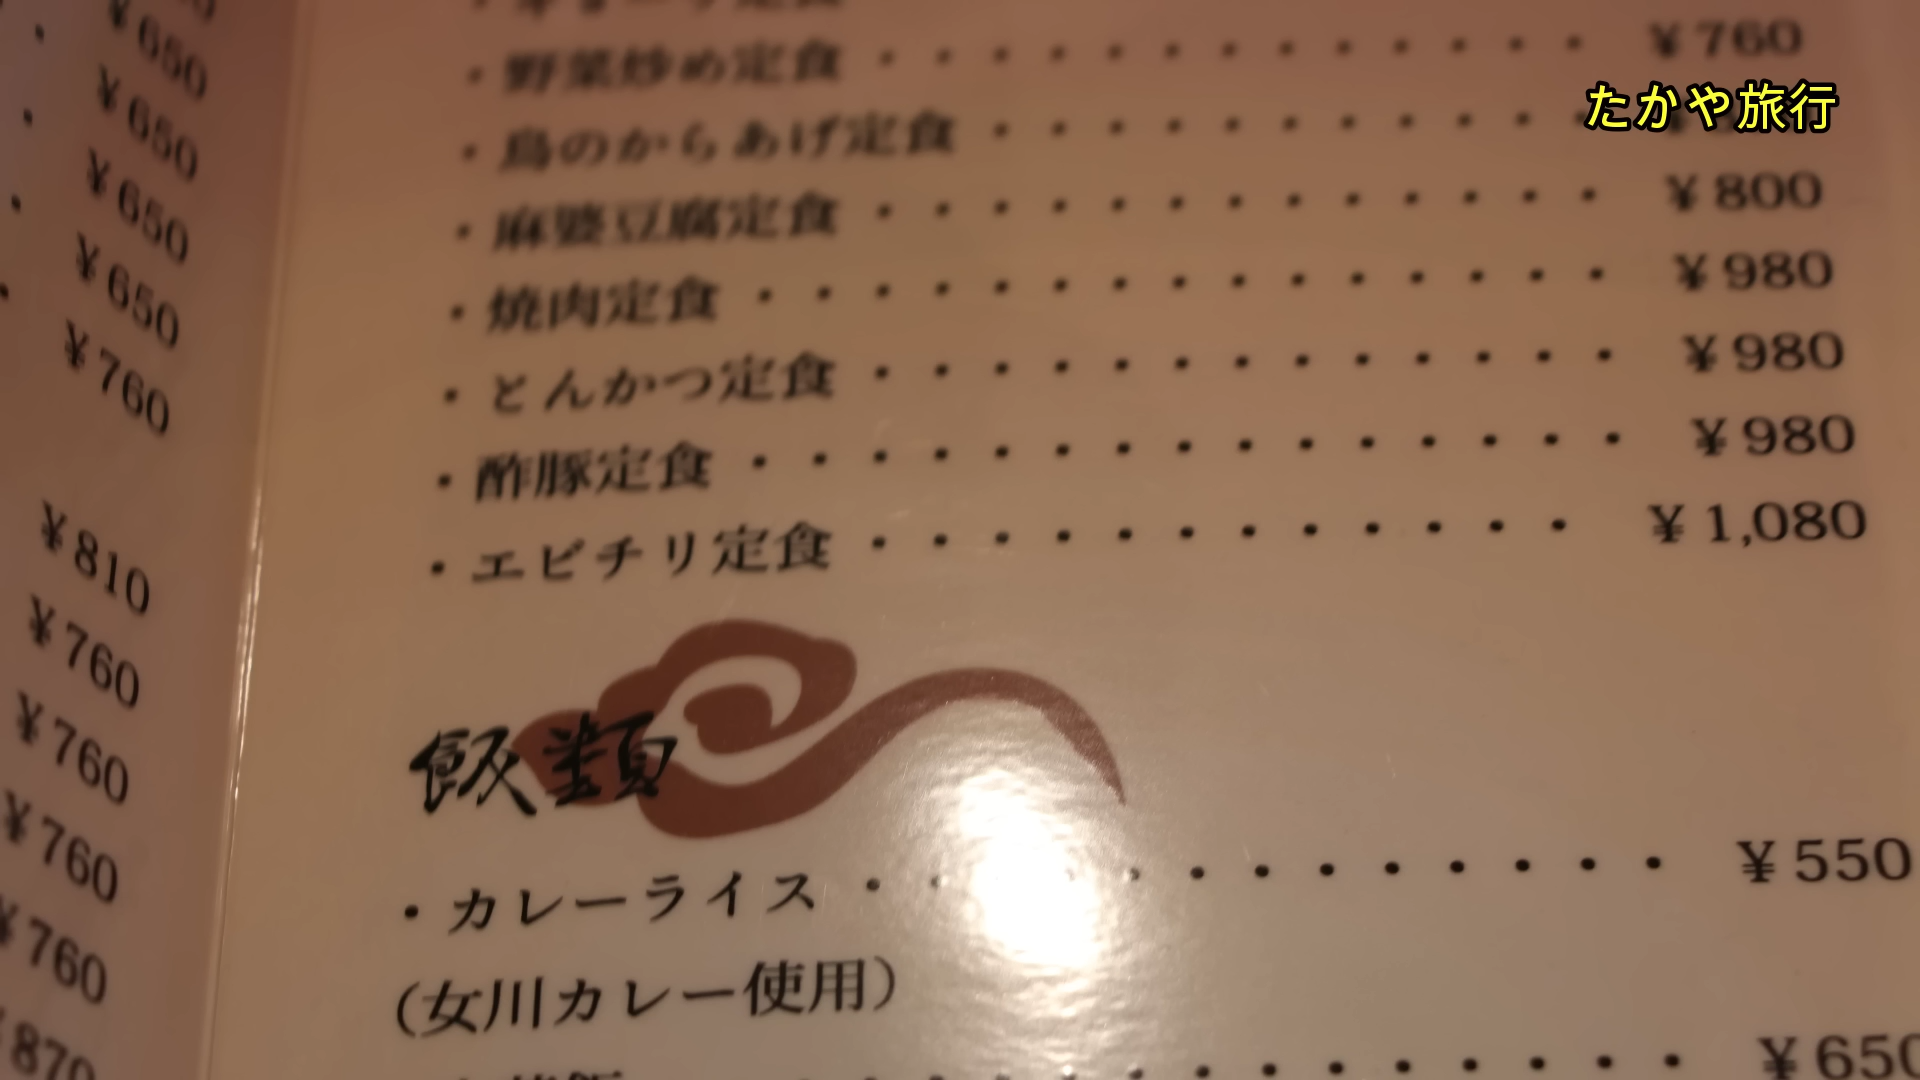 ¥650
¥650
¥650
¥650
¥760
¥810
¥760
¥760
¥760
¥760
¥870
・野菜炒め定食・・・・・・・・・・・・・¥760
たかや旅行
・鳥のからあげ定食・・・・・・・・・・・
・麻婆豆腐定食・・・・・・・・・・・・・¥800
・焼肉定食・・・・・・・・・・・・・・・¥980
・とんかつ定食・・・・・・・・・・・・・¥980
・酢豚定食・・・・・・・・・・・・・・・¥980
・エビチリ定食・・・・・・・・・・・・¥1,080
飯類
・カレーライス・・・・・・・・・・・・・¥550
(女川カレー使用)
¥650